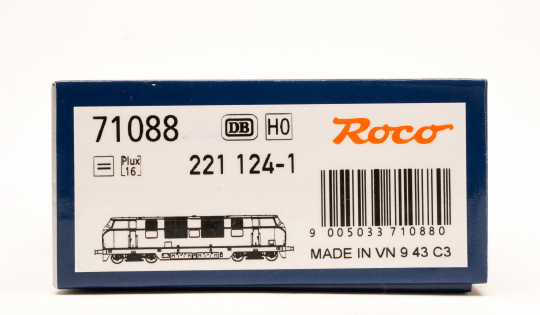 71088 DB H0 Roco
Plux
16
221 124-1
9 005033 710880
MADE IN VN 9 43 C3